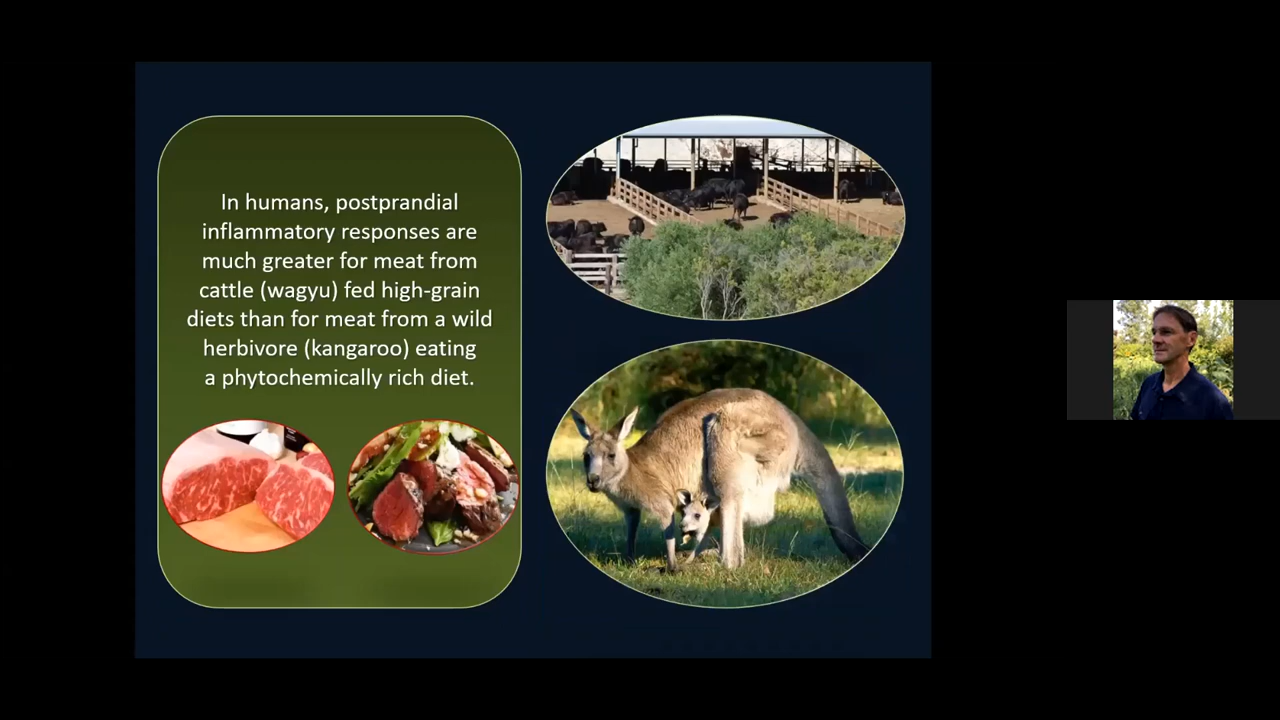 In humans, postprandial
inflammatory responses are
much greater for meat from
cattle (wagyu) fed high-grain
diets than for meat from a wild
herbivore (kangaroo) eating
a phytochemically rich diet.